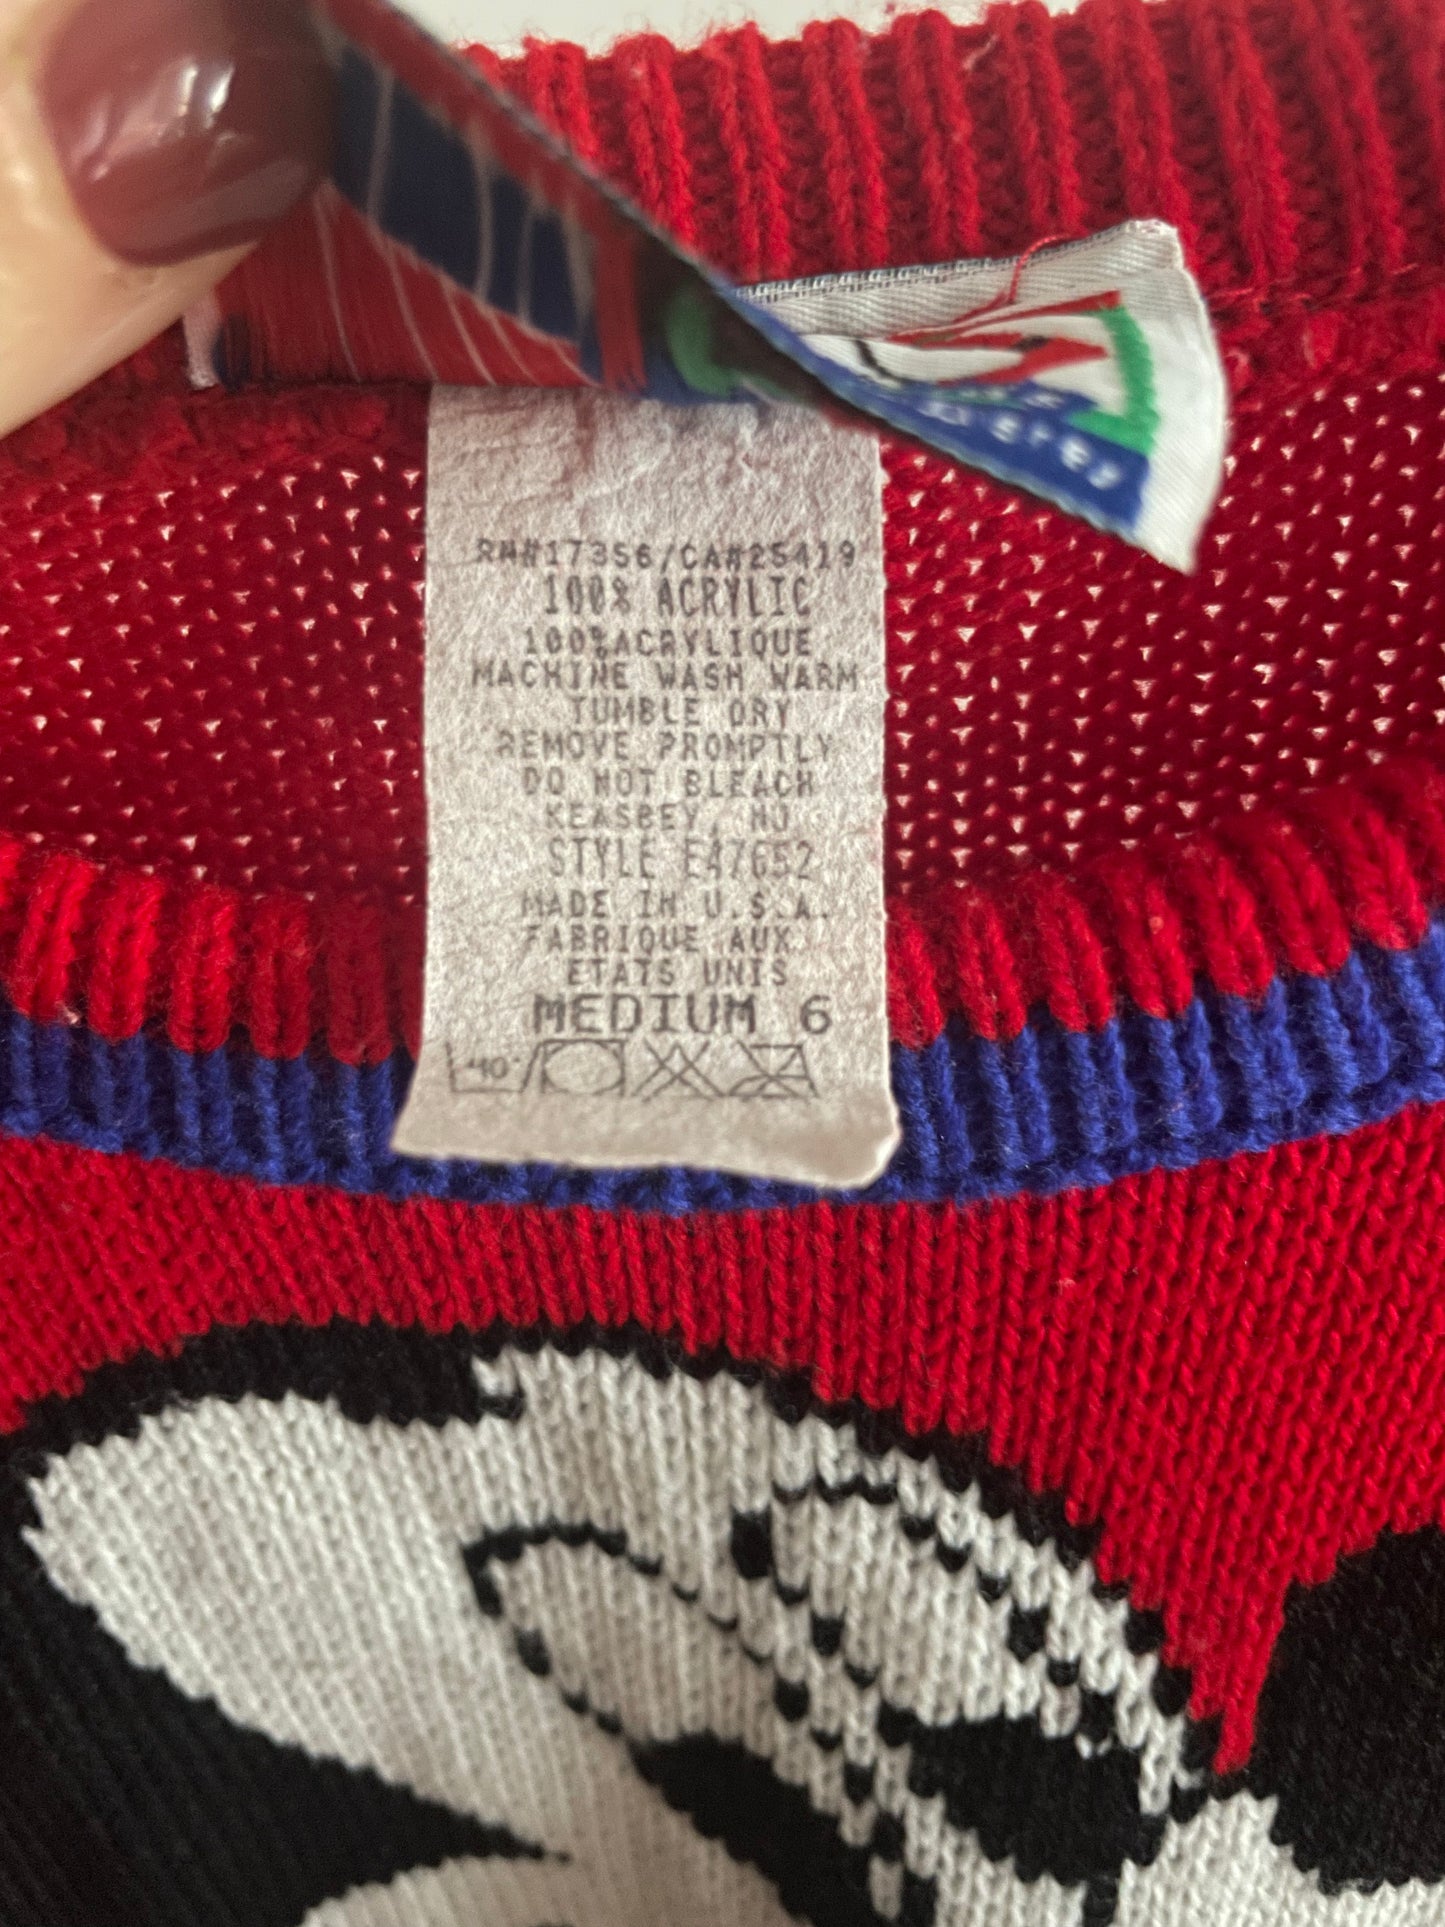 RN#17356/CA#25419
100% ACRYLIC
100%ACRYLIQUE
MACHINE WASH WARM
TUMBLE DRY
REMOVE PROMPTLY
DO NOT BLEACH
KEASBEY, NJ
STYLE E47652
MADE IN U.S.A.
FABRIQUE AUX
ETATS UNIS
MEDIUM 6
40°